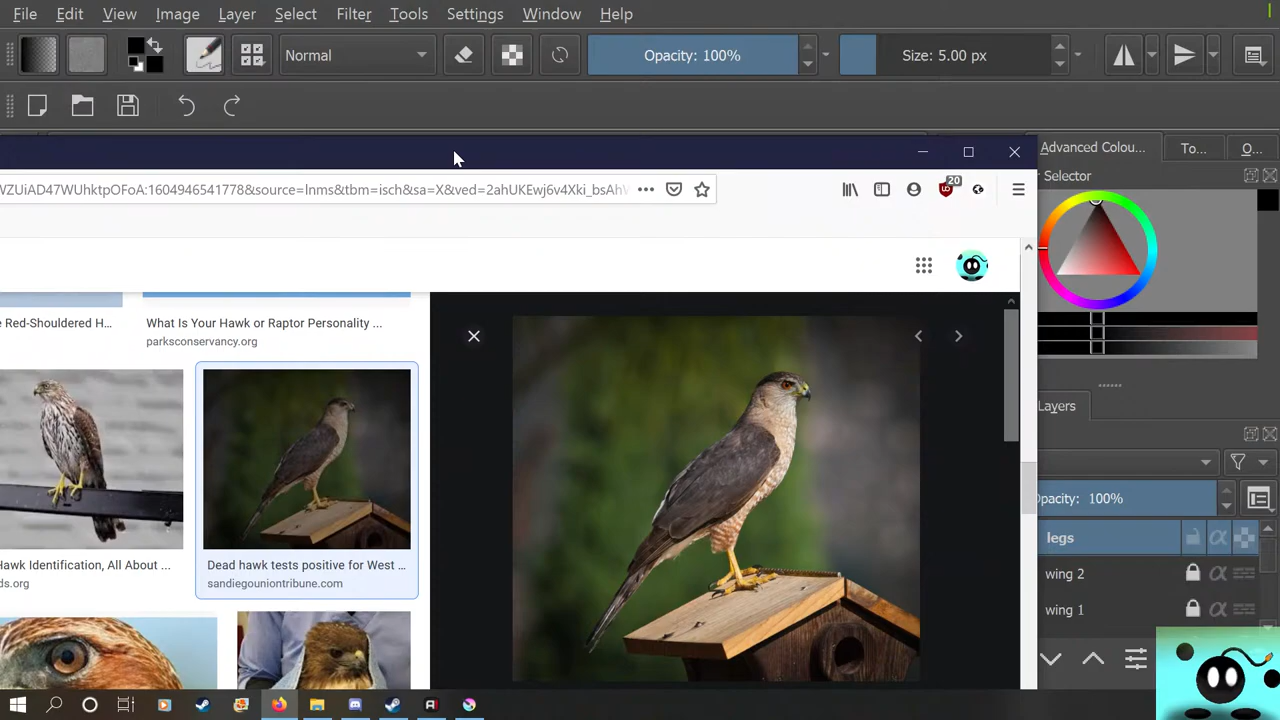 File Edit View Image Layer Select Filter Tools Settings Window Help
Normal Opacity: 100% Size: 5.00 px
Advanced Colou... To... O...
Selector
WZUiAD47WUhktpOFoA:1604946541778&source=lnms&tbm=isch&sa=X&ved=2ahUKEwj6v4Xki_bsAhV
20
e Red-Shouldered H...
What Is Your Hawk or Raptor Personality ...
parksconservancy.org
Layers
Opacity: 100%
legs
wing 2
wing 1
Hawk Identification, All About ...
ds.org
Dead hawk tests positive for West ...
sandiegouniontribune.com